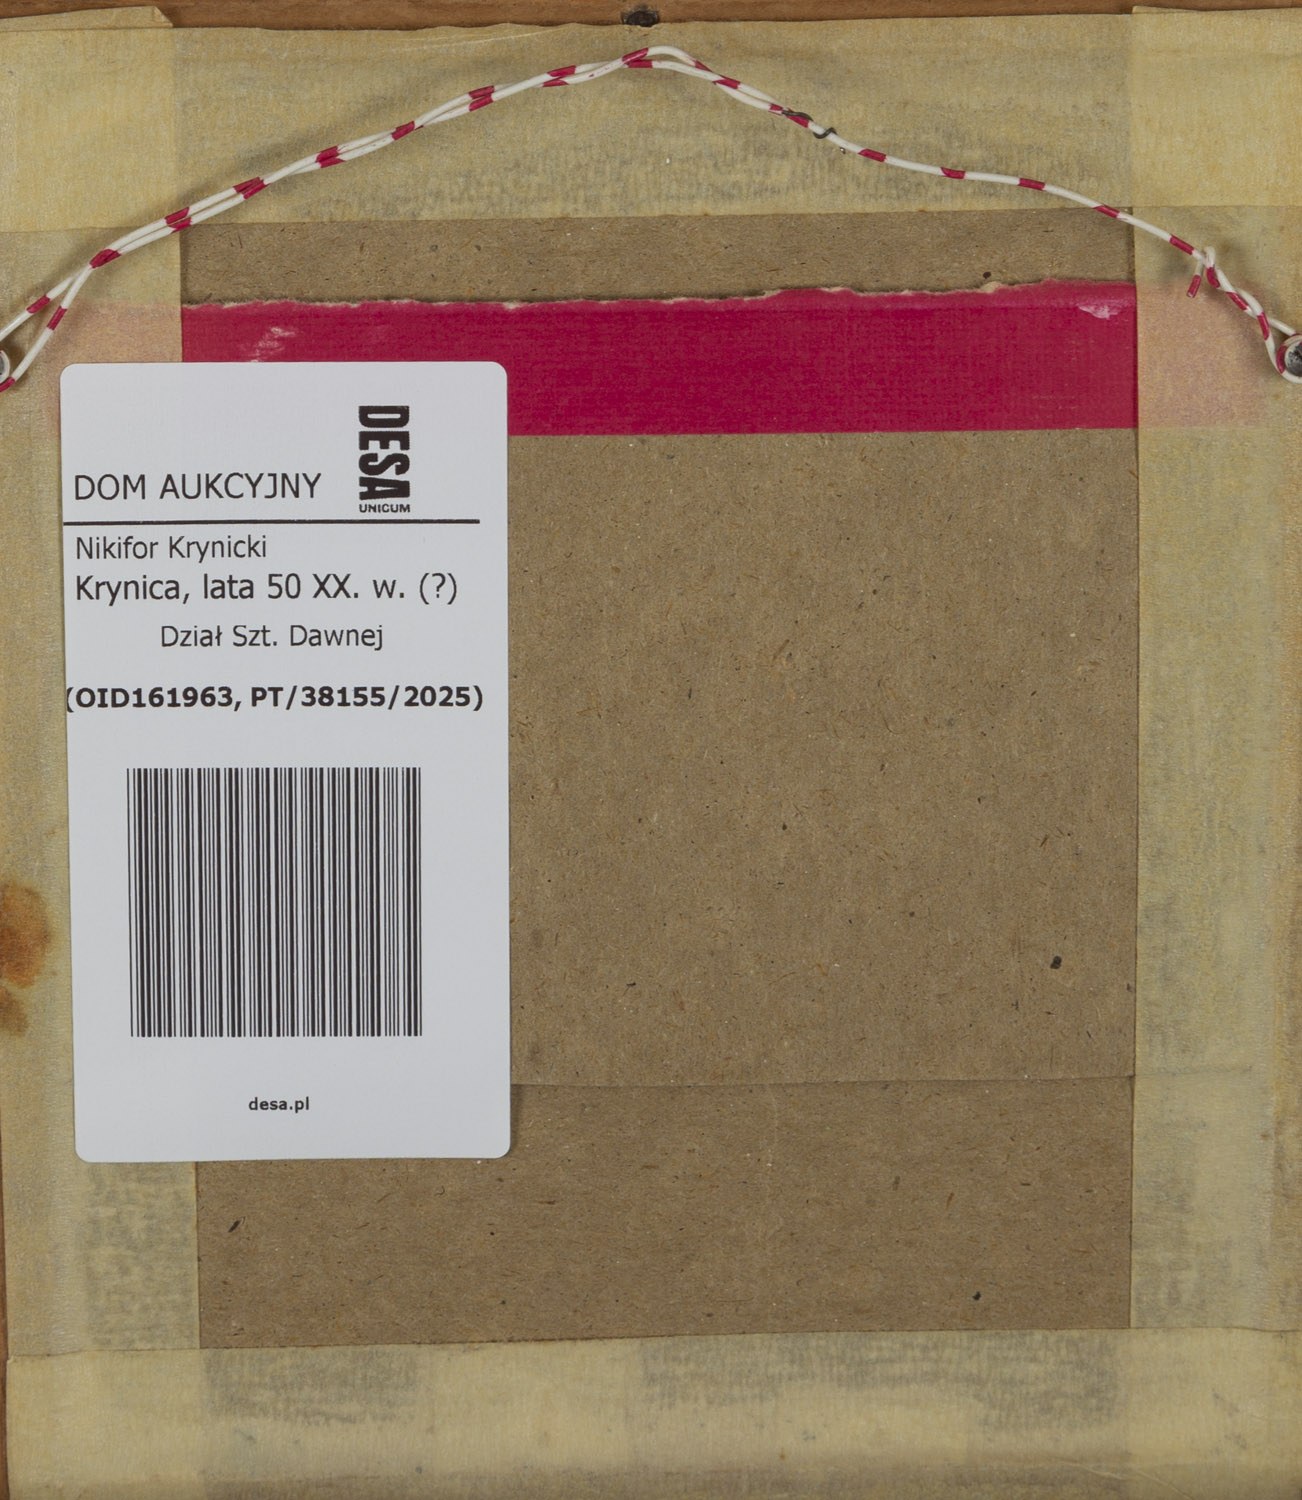 DESA
UNICUM
DOM AUKCYJNY
Nikifor Krynicki
Krynica, lata 50 XX. w. (?)
Dział Szt. Dawnej
(OID161963, PT/38155/2025)
desa.pl